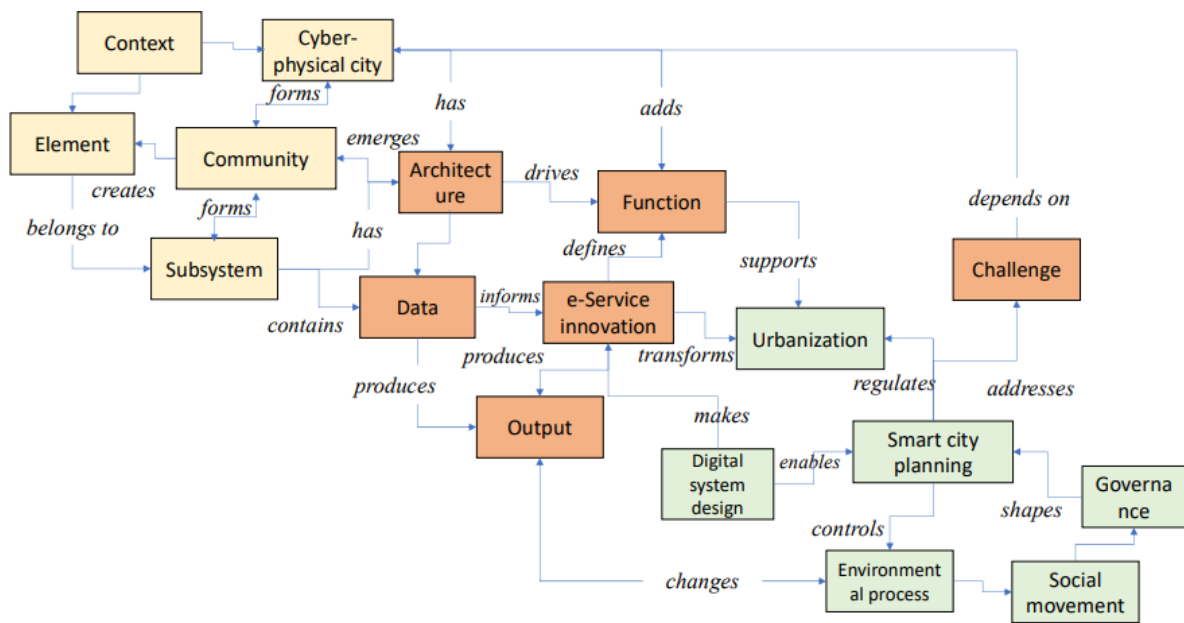 Context
Cyber-
physical city
forms
has
adds
Element
Community
emerges
Architect
ure
drives
Function
creates
depends on
belongs to
forms
has
defines
supports
Challenge
Subsystem
contains
Data
informs
e-Service
innovation
transforms
Urbanization
produces
produces
regulates
addresses
Output
makes
Smart city
planning
Digital
system
design
enables
Governa
nce
shapes
controls
changes
Environment
al process
Social
movement